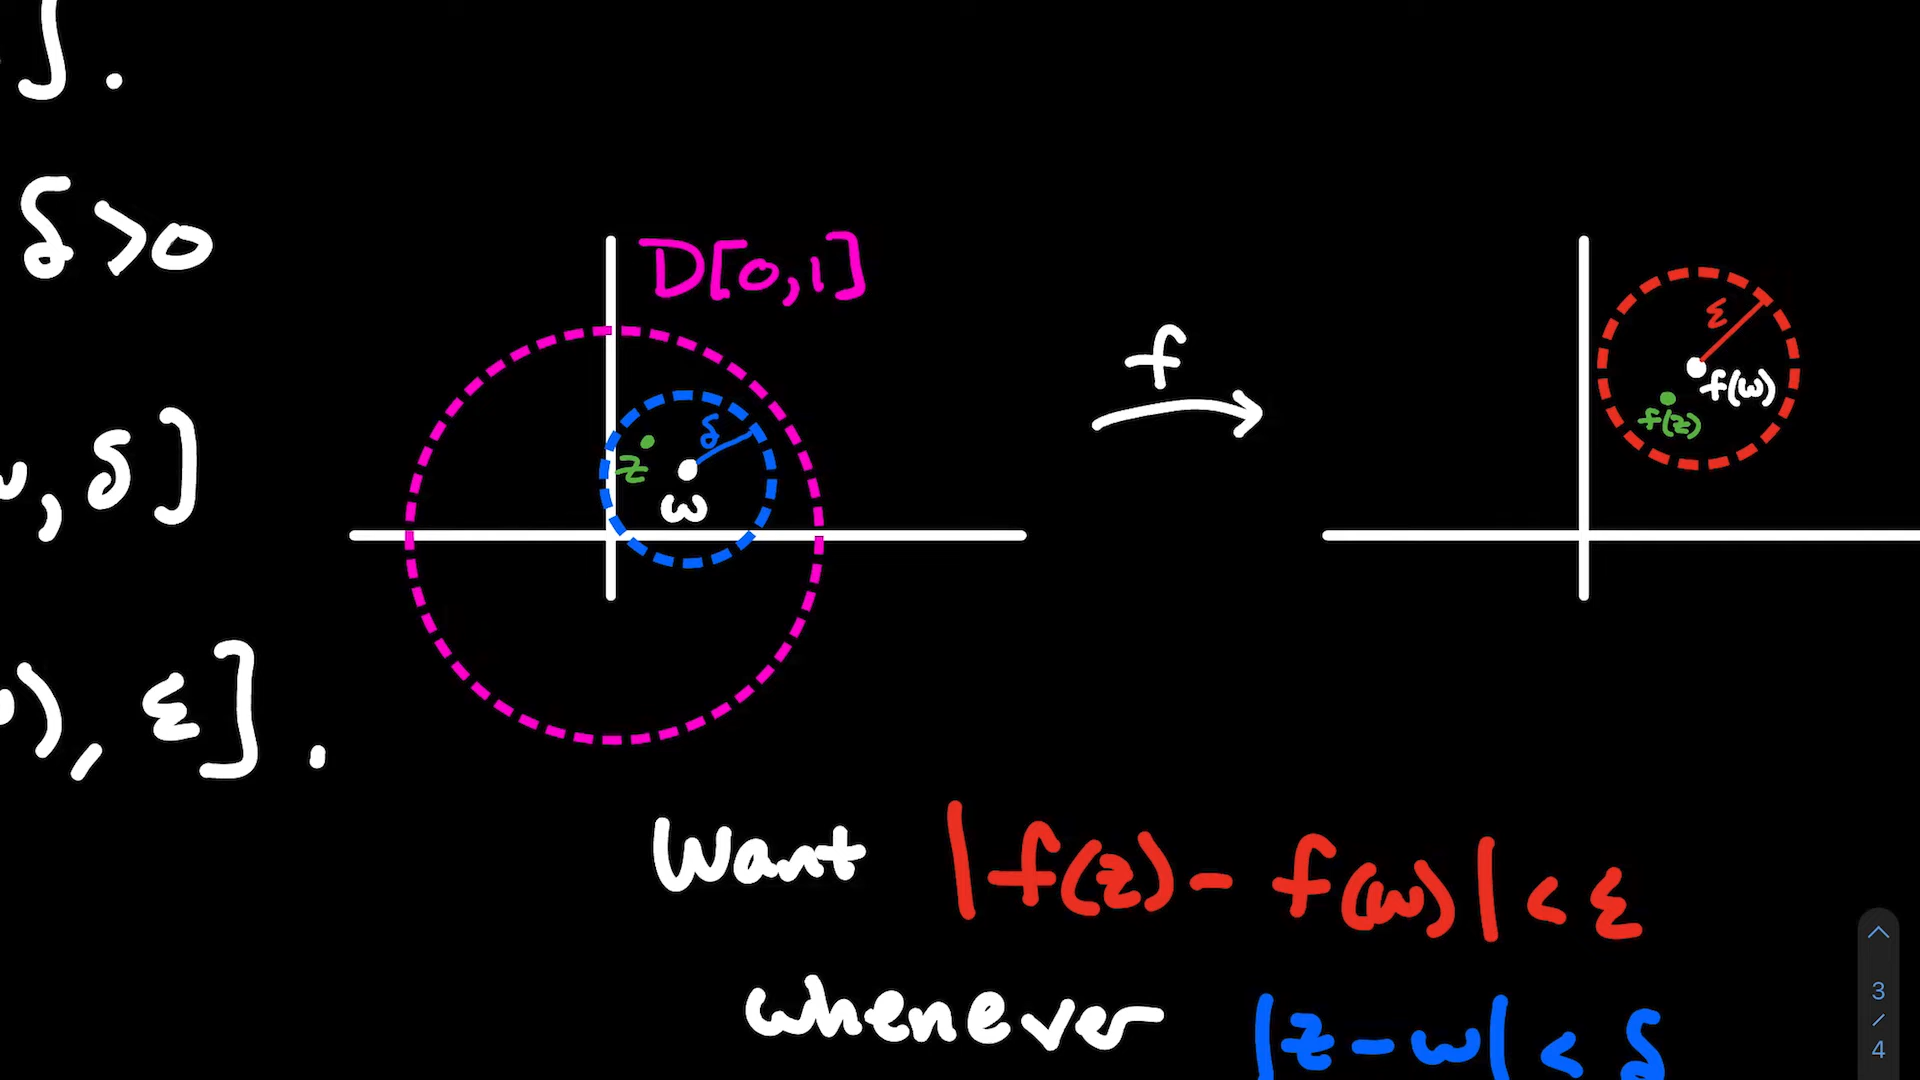 ].
δ>0
D[0,1]
f
ε
f(ω)
f(z)
δ
z
ω
ω, δ]
), ε].
Want |f(z) - f(ω)| < ε
whenever |z - ω| < δ
3
/
4